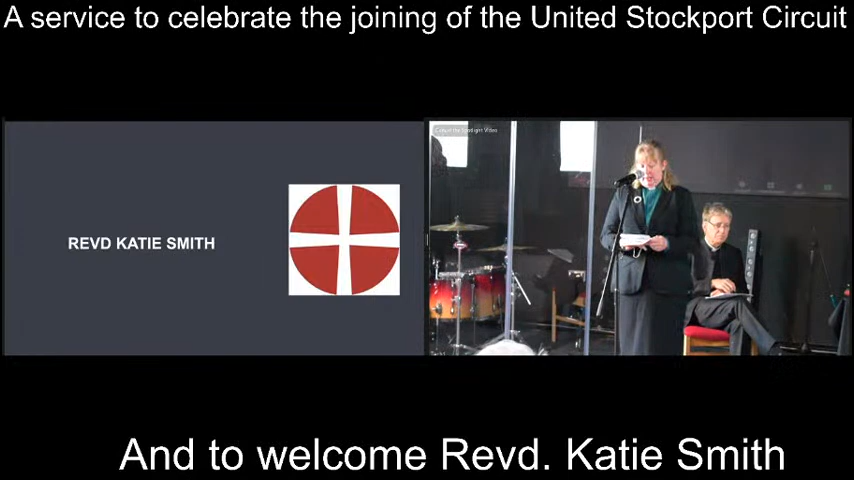 A service to celebrate the joining of the United Stockport Circuit
REVD KATIE SMITH
And to welcome Revd. Katie Smith